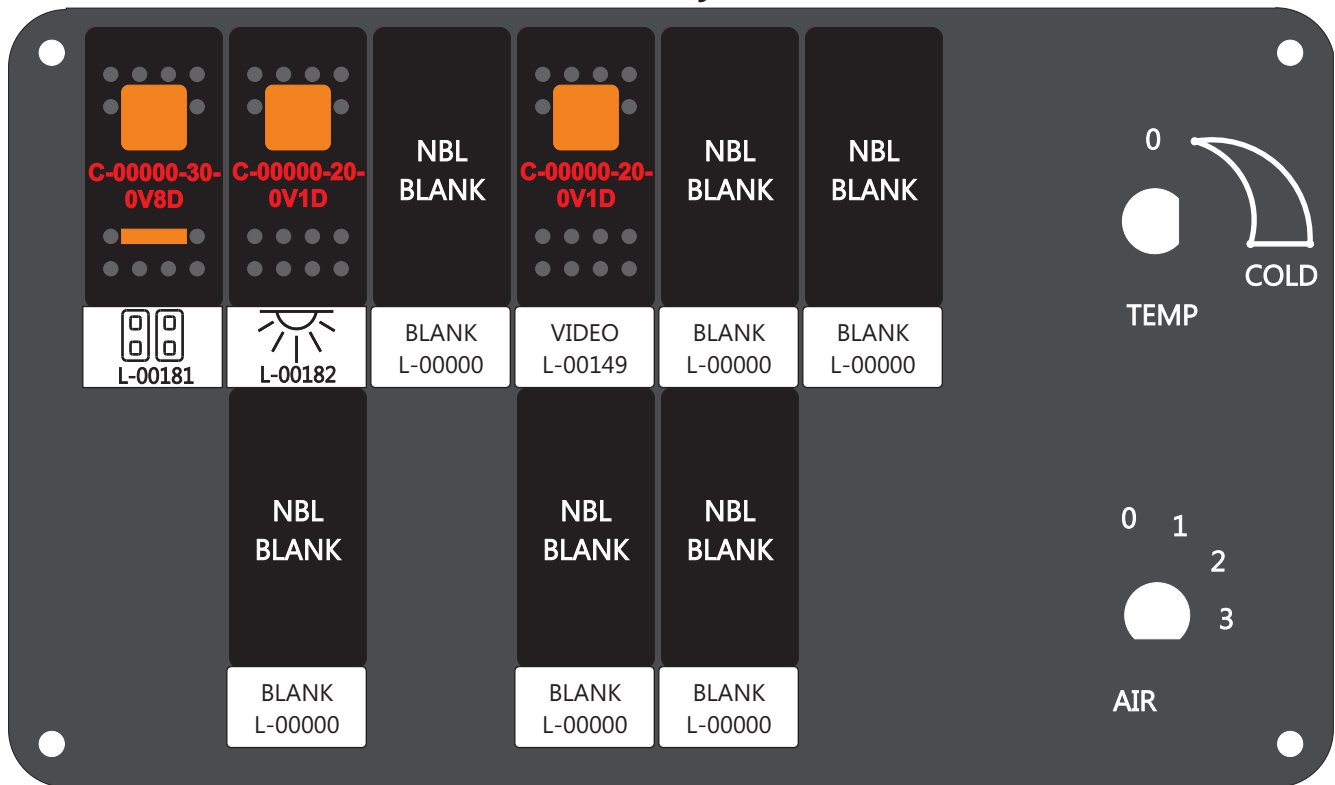 C-00000-30-
0V8D
C-00000-20-
0V1D
NBL
BLANK
C-00000-20-
0V1D
NBL
BLANK
NBL
BLANK
L-00181
L-00182
BLANK
L-00000
VIDEO
L-00149
BLANK
L-00000
BLANK
L-00000
0
COLD
TEMP
NBL
BLANK
NBL
BLANK
NBL
BLANK
BLANK
L-00000
BLANK
L-00000
BLANK
L-00000
0
1
2
3
AIR